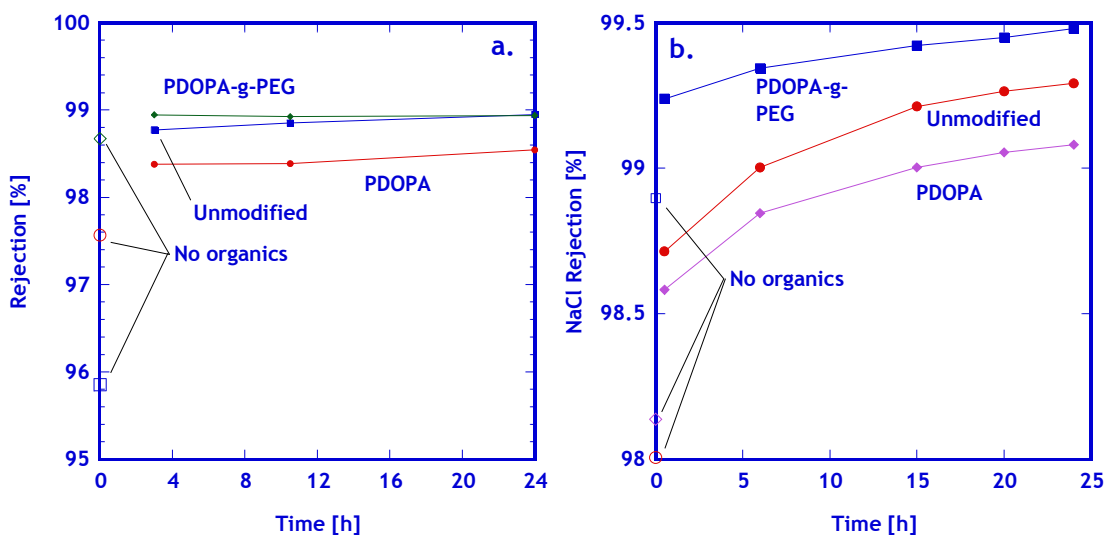 a.
100
99
98
97
96
95
Rejection [%]
PDOPA-g-PEG
PDOPA
Unmodified
No organics
0
4
8
12
16
20
24
Time [h]
b.
99.5
99
98.5
98
NaCl Rejection [%]
PDOPA-g-
PEG
Unmodified
PDOPA
No organics
0
5
10
15
20
25
Time [h]